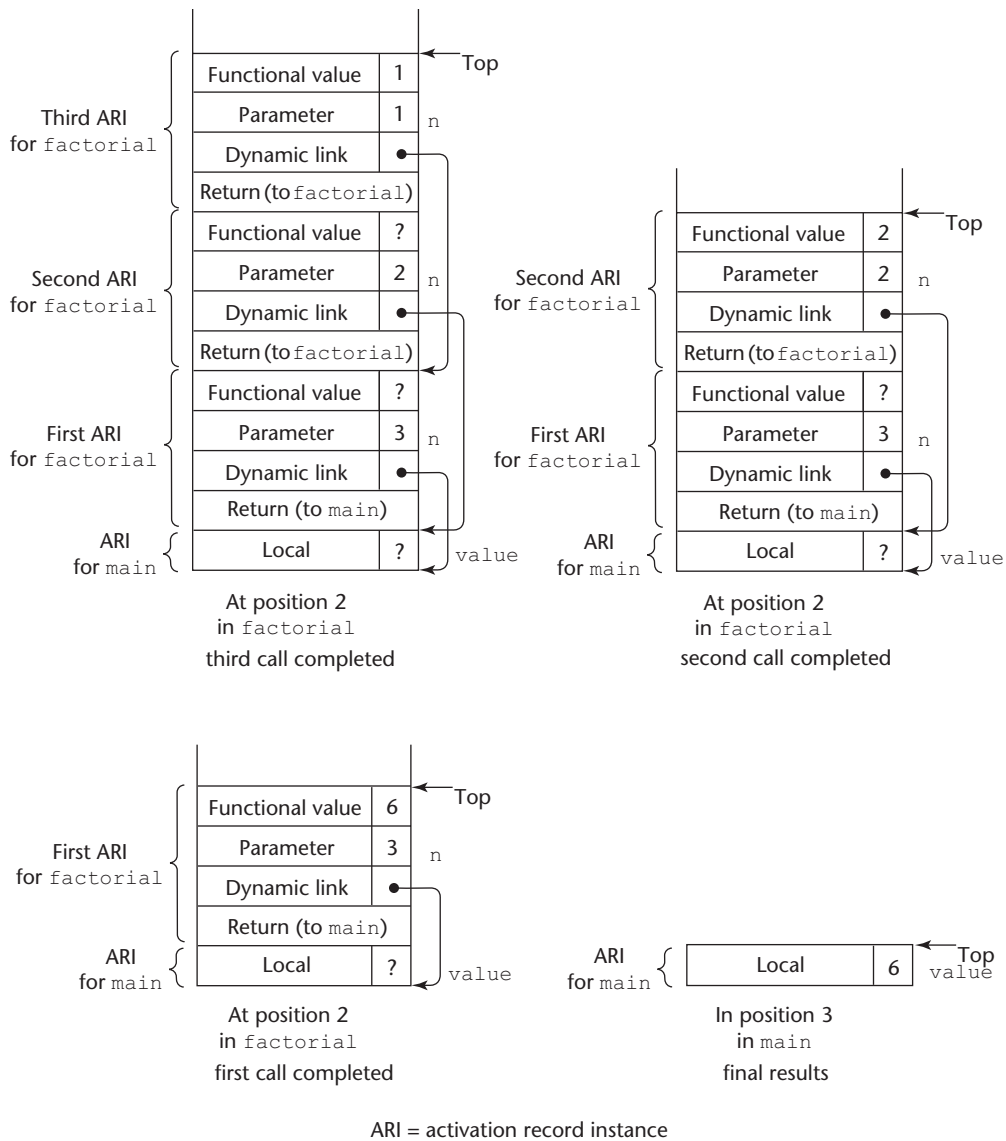 Top
Functional value 1
Third ARI
for factorial
Parameter 1 n
Dynamic link
Return (to factorial)
Second ARI
for factorial
Functional value ?
Parameter 2 n
Dynamic link
Return (to factorial)
First ARI
for factorial
Functional value ?
Parameter 3 n
Dynamic link
Return (to main)
ARI
for main
Local ? value
At position 2
in factorial
third call completed
Top
Second ARI
for factorial
Functional value 2
Parameter 2 n
Dynamic link
Return (to factorial)
First ARI
for factorial
Functional value ?
Parameter 3 n
Dynamic link
Return (to main)
ARI
for main
Local ? value
At position 2
in factorial
second call completed
Top
First ARI
for factorial
Functional value 6
Parameter 3 n
Dynamic link
Return (to main)
ARI
for main
Local ? value
At position 2
in factorial
first call completed
Top
ARI
for main
Local 6 value
In position 3
in main
final results
ARI = activation record instance